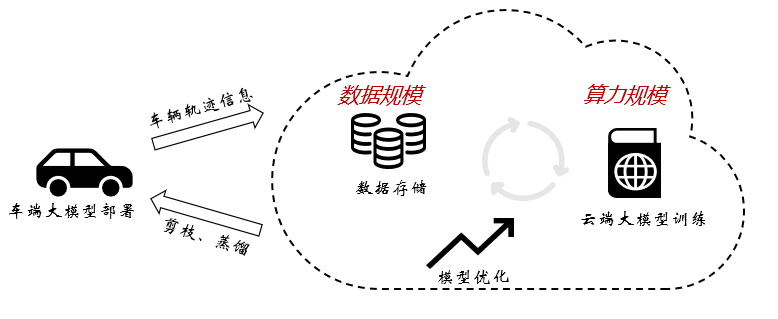 车辆轨迹信息
数据规模
算力规模
数据存储
车端大模型部署
剪枝、蒸馏
云端大模型训练
模型优化